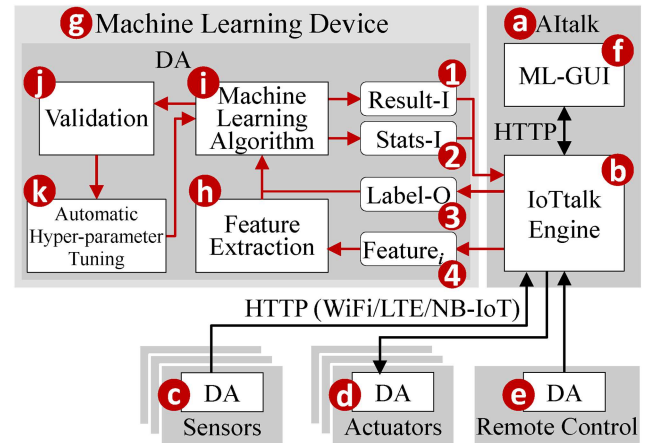 g Machine Learning Device
a AItalk
DA
f
ML-GUI
j
Validation
i
Machine
Learning
Algorithm
1
Result-I
Stats-I
2
HTTP
b
IoTtalk
Engine
k
Automatic
Hyper-parameter
Tuning
h
Feature
Extraction
Label-O
3
Feature i
4
HTTP (WiFi/LTE/NB-IoT)
c DA
Sensors
d DA
Actuators
e DA
Remote Control